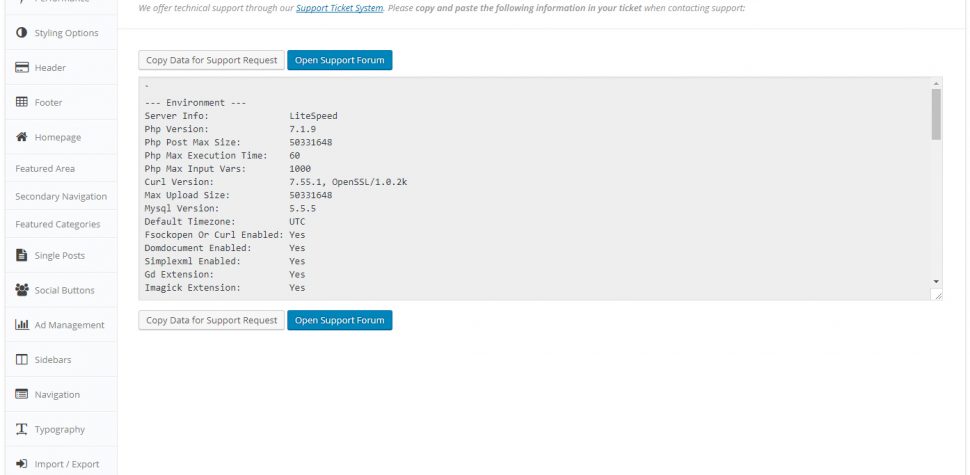 We offer technical support through our Support Ticket System. Please copy and paste the following information in your ticket when contacting support:
Performance
Styling Options
Header
Footer
Homepage
Featured Area
Secondary Navigation
Featured Categories
Single Posts
Social Buttons
Ad Management
Sidebars
Navigation
Typography
Import / Export
Copy Data for Support Request Open Support Forum
`
--- Environment ---
Server Info: LiteSpeed
Php Version: 7.1.9
Php Post Max Size: 50331648
Php Max Execution Time: 60
Php Max Input Vars: 1000
Curl Version: 7.55.1, OpenSSL/1.0.2k
Max Upload Size: 50331648
Mysql Version: 5.5.5
Default Timezone: UTC
Fsockopen Or Curl Enabled: Yes
Domdocument Enabled: Yes
Simplexml Enabled: Yes
Gd Extension: Yes
Imagick Extension: Yes
Copy Data for Support Request Open Support Forum